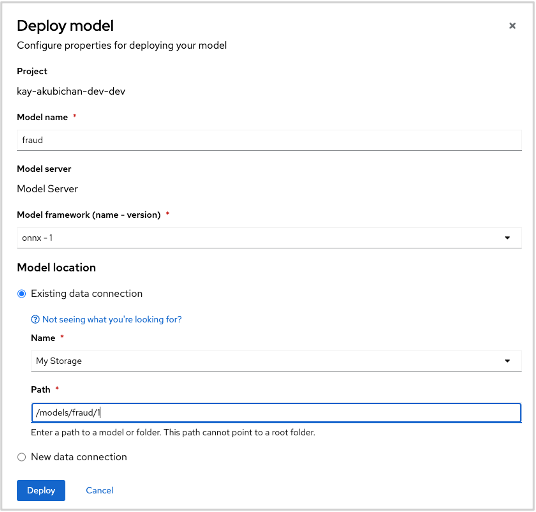 Deploy model
Configure properties for deploying your model
Project
kay-akubichan-dev-dev
Model name *
fraud
Model server
Model Server
Model framework (name - version) *
onnx - 1
Model location
Existing data connection
Not seeing what you're looking for?
Name *
My Storage
Path *
/models/fraud/1
Enter a path to a model or folder. This path cannot point to a root folder.
New data connection
Deploy Cancel